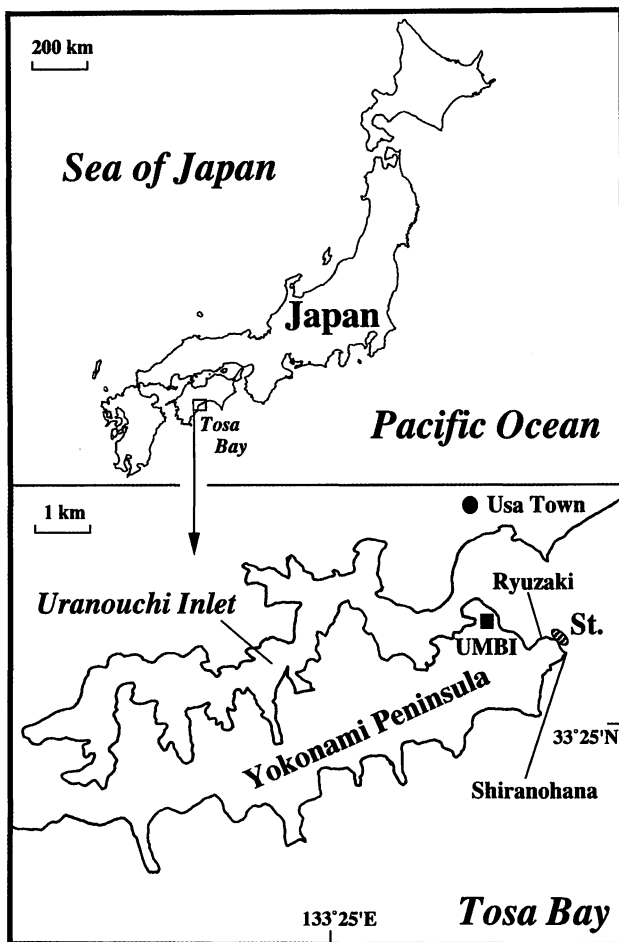 200 km
Sea of Japan
Japan
Tosa
Bay
Pacific Ocean
1 km
Usa Town
Ryuzaki
Uranouchi Inlet
St.
UMBI
Yokonami Peninsula
33°25'N
Shiranohana
133°25'E
Tosa Bay